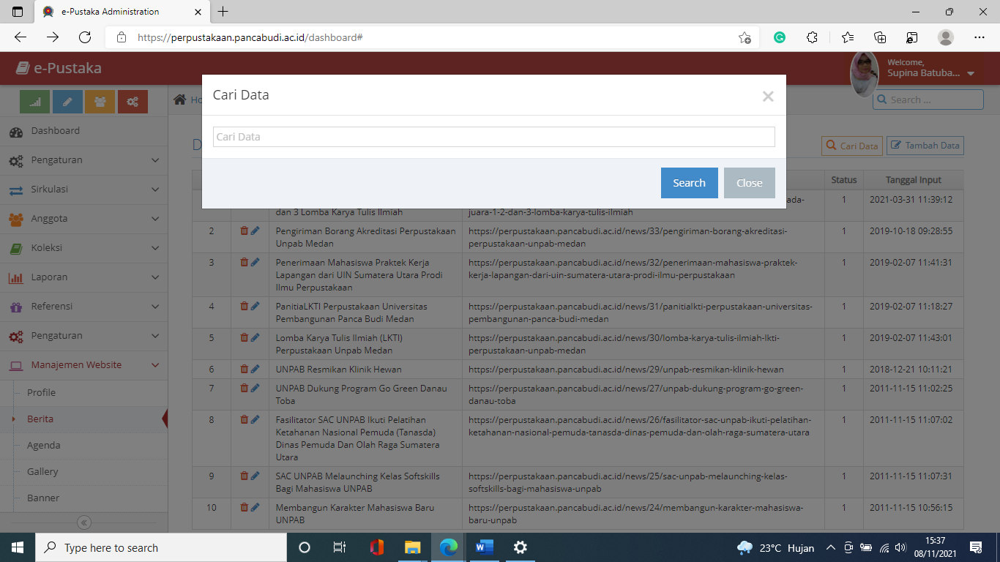 e-Pustaka Administration
https://perpustakaan.pancabudi.ac.id/dashboard#
e-Pustaka
Welcome,
Supina Batuba...
Search ...
Cari Data
Cari Data
Search
Close
Dashboard
Pengaturan
Sirkulasi
Anggota
Koleksi
Laporan
Referensi
Pengaturan
Manajemen Website
Profile
Berita
Agenda
Gallery
Banner
Cari Data
Tambah Data
Status
Tanggal Input
dan 3 Lomba Karya Tulis Ilmiah
juara-1-2-dan-3-lomba-karya-tulis-ilmiah
1
2021-03-31 11:39:12
2
Pengiriman Borang Akreditasi Perpustakaan
Unpab Medan
https://perpustakaan.pancabudi.ac.id/news/33/pengiriman-borang-akreditasi-
perpustakaan-unpab-medan
1
2019-10-18 09:28:55
3
Penerimaan Mahasiswa Praktek Kerja
Lapangan dari UIN Sumatera Utara Prodi
Ilmu Perpustakaan
https://perpustakaan.pancabudi.ac.id/news/32/penerimaan-mahasiswa-praktek-
kerja-lapangan-dari-uin-sumatera-utara-prodi-ilmu-perpustakaan
1
2019-02-07 11:41:31
4
PanitiaLKTI Perpustakaan Universitas
Pembangunan Panca Budi Medan
https://perpustakaan.pancabudi.ac.id/news/31/panitialkti-perpustakaan-universitas-
pembangunan-panca-budi-medan
1
2019-02-07 11:18:27
5
Lomba Karya Tulis Ilmiah (LKTI)
Perpustakaan Unpab Medan
https://perpustakaan.pancabudi.ac.id/news/30/lomba-karya-tulis-ilmiah-lkti-
perpustakaan-unpab-medan
1
2019-02-07 11:43:01
6
UNPAB Resmikan Klinik Hewan
https://perpustakaan.pancabudi.ac.id/news/29/unpab-resmikan-klinik-hewan
1
2018-12-21 10:11:21
7
UNPAB Dukung Program Go Green Danau
Toba
https://perpustakaan.pancabudi.ac.id/news/27/unpab-dukung-program-go-green-
danau-toba
1
2011-11-15 11:02:25
8
Fasilitator SAC UNPAB Ikuti Pelatihan
Ketahanan Nasional Pemuda (Tanasda)
Dinas Pemuda Dan Olah Raga Sumatera
Utara
https://perpustakaan.pancabudi.ac.id/news/26/fasilitator-sac-unpab-ikuti-pelatihan-
ketahanan-nasional-pemuda-tanasda-dinas-pemuda-dan-olah-raga-sumatera-utara
1
2011-11-15 11:07:02
9
SAC UNPAB Melaunching Kelas Softskills
Bagi Mahasiswa UNPAB
https://perpustakaan.pancabudi.ac.id/news/25/sac-unpab-melaunching-kelas-
softskills-bagi-mahasiswa-unpab
1
2011-11-15 11:07:31
10
Membangun Karakter Mahasiswa Baru
UNPAB
https://perpustakaan.pancabudi.ac.id/news/24/membangun-karakter-mahasiswa-
baru-unpab
1
2011-11-15 10:56:15
Type here to search
23°C Hujan
15:37
08/11/2021